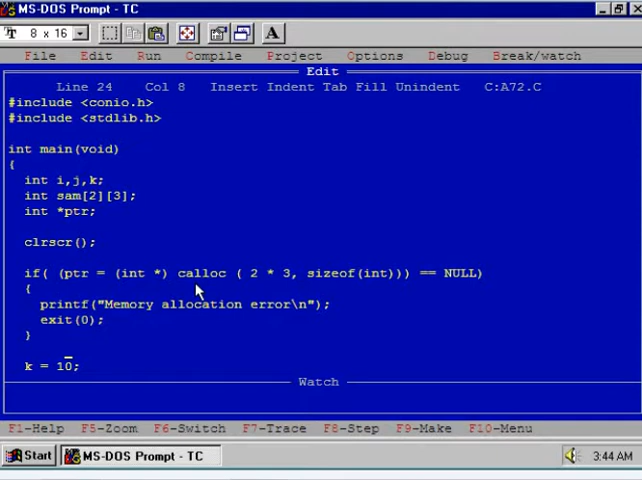 MS-DOS Prompt - TC
8 x 16 A
File Edit Run Compile Project Options Debug Break/watch
Edit
Line 24 Col 8 Insert Indent Tab Fill Unindent C:A72.C
#include <conio.h>
#include <stdlib.h>
int main(void)
{
int i,j,k;
int sam[2][3];
int *ptr;
clrscr();
if( (ptr = (int *) calloc ( 2 * 3, sizeof(int))) == NULL)
{
printf("Memory allocation error\n");
exit(0);
}
k = 10;
Watch
F1-Help F5-Zoom F6-Switch F7-Trace F8-Step F9-Make F10-Menu
Start MS-DOS Prompt - TC 3:44 AM